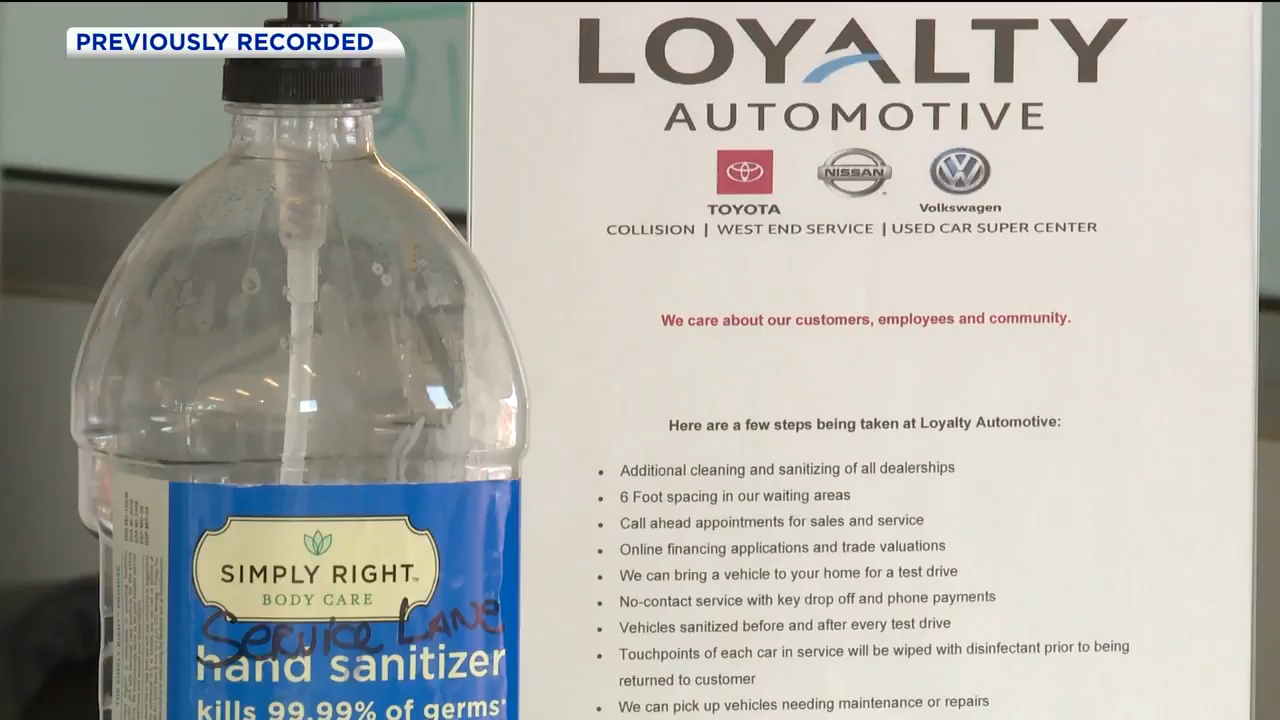 PREVIOUSLY RECORDED
LOYALTY
AUTOMOTIVE
NISSAN
TOYOTA
Volkswagen
COLLISION | WEST END SERVICE | USED CAR SUPER CENTER
We care about our customers, employees and community.
Here are a few steps being taken at Loyalty Automotive:
• Additional cleaning and sanitizing of all dealerships
• 6 Foot spacing in our waiting areas
• Call ahead appointments for sales and service
• Online financing applications and trade valuations
• We can bring a vehicle to your home for a test drive
• No-contact service with key drop off and phone payments
• Vehicles sanitized before and after every test drive
• Touchpoints of each car in service will be wiped with disinfectant prior to being
returned to customer
• We can pick up vehicles needing maintenance or repairs
SIMPLY RIGHT™
BODY CARE
Service Lane
hand sanitizer
kills 99.99% of germs*